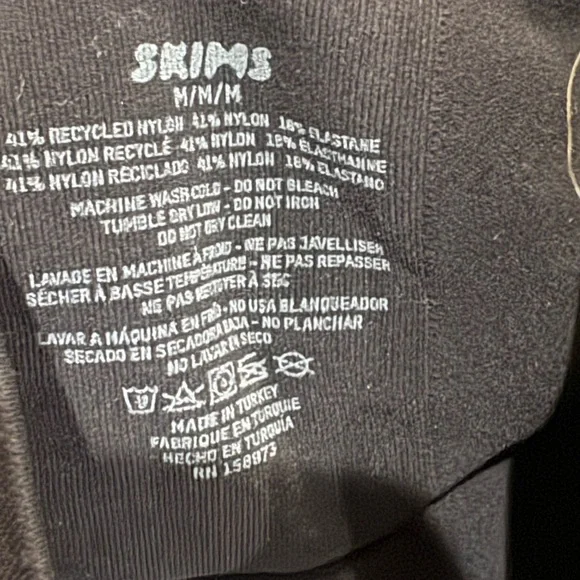 SKIMS
M/M/M
41% RECYCLED NYLON 41% NYLON 18% ELASTANE
41% NYLON RECYCLÉ 41% NYLON 18% ÉLASTHANNE
41% NYLON RECICLADO 41% NYLON 18% ELASTANO
MACHINE WASH COLD - DO NOT BLEACH
TUMBLE DRY LOW - DO NOT IRON
DO NOT DRY CLEAN
LAVAGE EN MACHINE À FROID - NE PAS JAVELLISER
SÉCHER À BASSE TEMPÉRATURE - NE PAS REPASSER
NE PAS NETTOYER À SEC
LAVAR A MÁQUINA EN FRÍO - NO USA BLANQUEADOR
SECADO EN SECADORA BAJA - NO PLANCHAR
NO LAVAR EN SECO
MADE IN TURKEY
FABRIQUE EN TURQUIE
HECHO EN TURQUÍA
RN 158973